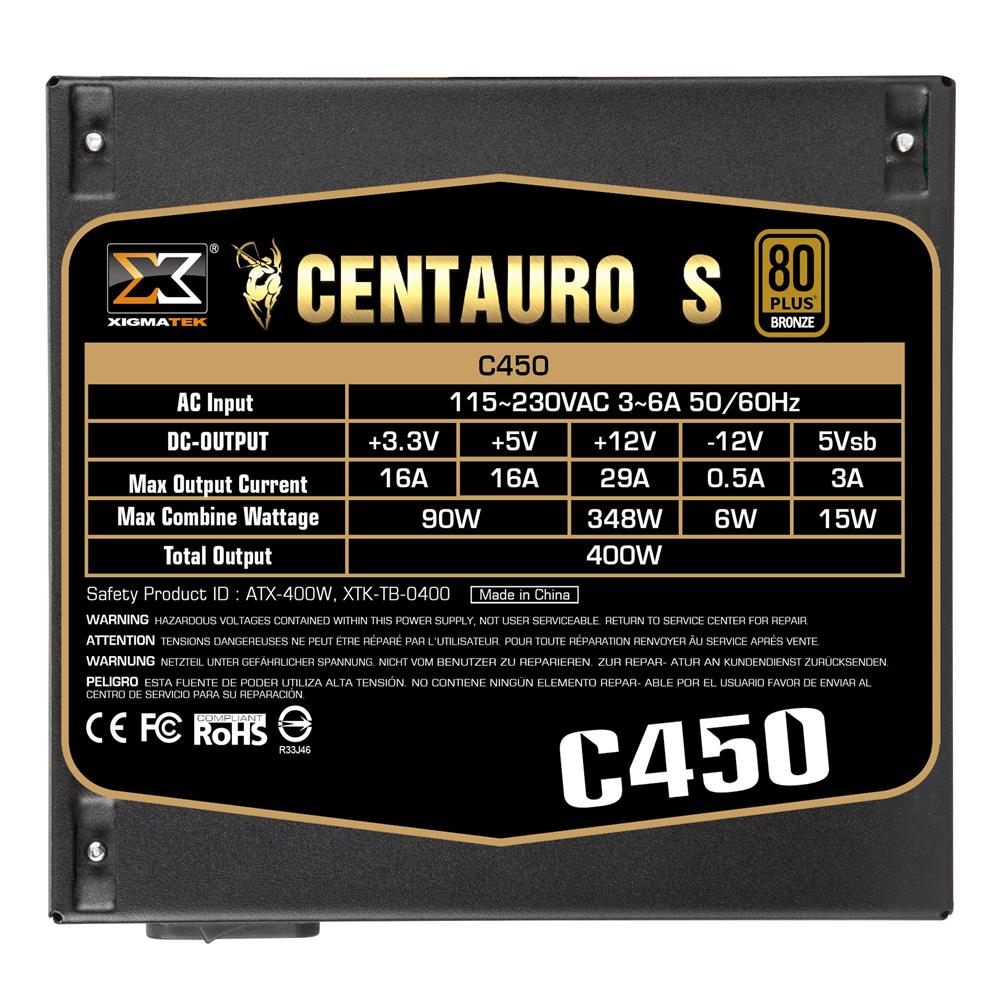 XIGMATEK ®
CENTAURO S
80
PLUS®
BRONZE
C450
AC Input 115~230VAC 3~6A 50/60Hz
DC-OUTPUT +3.3V +5V +12V -12V 5Vsb
Max Output Current 16A 16A 29A 0.5A 3A
Max Combine Wattage 90W 348W 6W 15W
Total Output 400W
Safety Product ID : ATX-400W, XTK-TB-0400 Made in China
WARNING HAZARDOUS VOLTAGES CONTAINED WITHIN THIS POWER SUPPLY, NOT USER SERVICEABLE. RETURN TO SERVICE CENTER FOR REPAIR.
ATTENTION TENSIONS DANGEREUSES NE PEUT ÊTRE RÉPARÉ PAR L'UTILISATEUR. POUR TOUTE RÉPARATION RENVOYER ÂU SERVICE APRÉS VENTE.
WARNUNG NETZTEIL UNTER GEFÄHRLICHER SPANNUNG. NICHT VOM BENUTZER ZU REPARIEREN. ZUR REPAR- ATUR AN KUNDENDIENST ZURÜCKSENDEN.
PELIGRO ESTA FUENTE DE PODER UTILIZA ALTA TENSIÓN. NO CONTIENE NINGÚN ELEMENTO REPAR- ABLE POR EL USUARIO FAVOR DE ENVIAR AL
CENTRO DE SERVICIO PARA SU REPARACIÓN.
CE FC COMPLIANT
RoHS
R33J46
C450